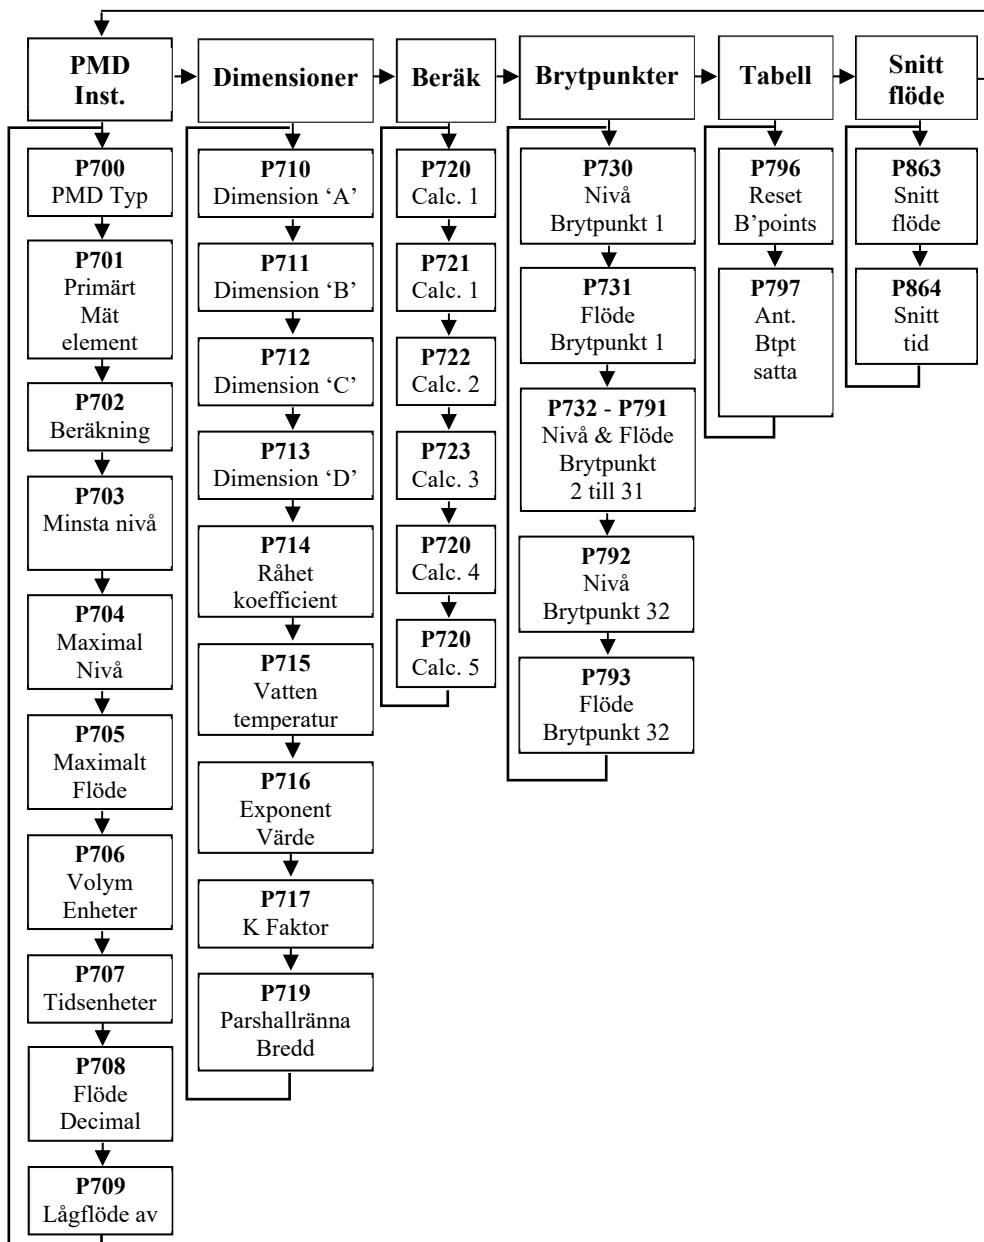 PMD
Inst.
Dimensioner
Beräk
Brytpunkter
Tabell
Snitt
flöde
P700
PMD Typ
P701
Primärt
Mät
element
P702
Beräkning
P703
Minsta nivå
P704
Maximal
Nivå
P705
Maximalt
Flöde
P706
Volym
Enheter
P707
Tidsenheter
P708
Flöde
Decimal
P709
Lågflöde av
P710
Dimension ‘A’
P711
Dimension ‘B’
P712
Dimension ‘C’
P713
Dimension ‘D’
P714
Råhet
koefficient
P715
Vatten
temperatur
P716
Exponent
Värde
P717
K Faktor
P719
Parshallränna
Bredd
P720
Calc. 1
P721
Calc. 1
P722
Calc. 2
P723
Calc. 3
P720
Calc. 4
P720
Calc. 5
P730
Nivå
Brytpunkt 1
P731
Flöde
Brytpunkt 1
P732 - P791
Nivå & Flöde
Brytpunkt
2 till 31
P792
Nivå
Brytpunkt 32
P793
Flöde
Brytpunkt 32
P796
Reset
B’points
P797
Ant.
Btpt
satta
P863
Snitt
flöde
P864
Snitt
tid